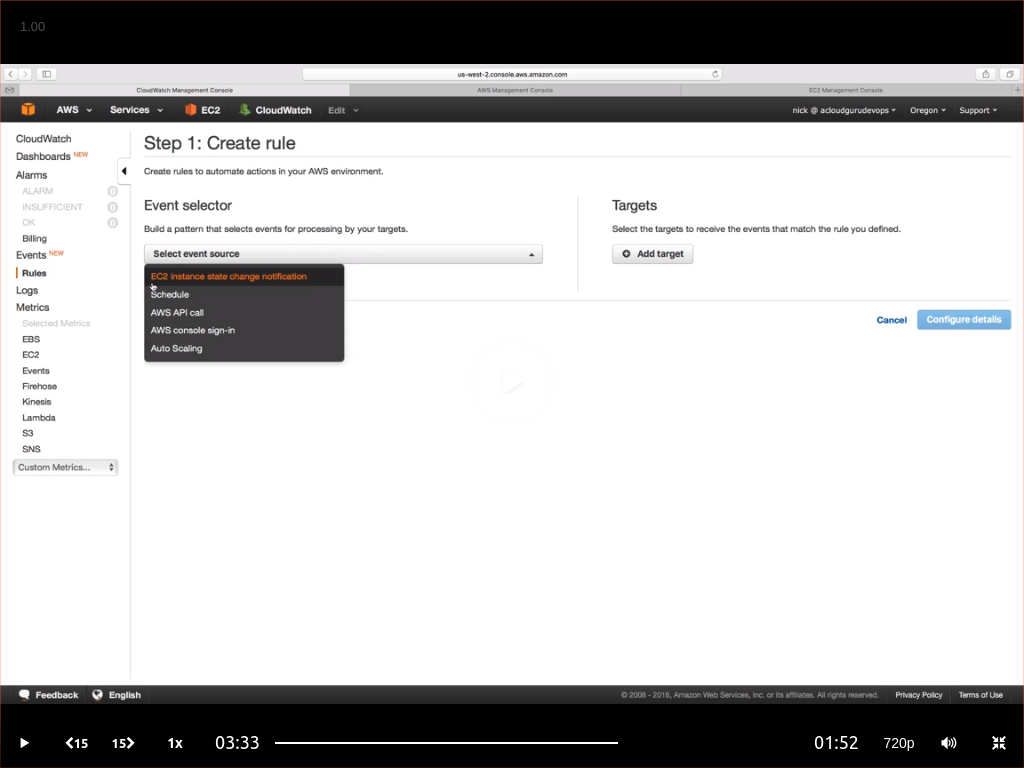 1.00
us-west-2.console.aws.amazon.com
CloudWatch Management Console
AWS Management Console
EC2 Management Console
AWS Services EC2 CloudWatch Edit nick @ acloudgurudevops Oregon Support
CloudWatch
Dashboards NEW
Alarms
ALARM 0
INSUFFICIENT 0
OK 0
Billing
Events NEW
Rules
Logs
Metrics
Selected Metrics
EBS
EC2
Events
Firehose
Kinesis
Lambda
S3
SNS
Custom Metrics...
Step 1: Create rule
Create rules to automate actions in your AWS environment.
Event selector
Build a pattern that selects events for processing by your targets.
Select event source
EC2 instance state change notification
Schedule
AWS API call
AWS console sign-in
Auto Scaling
Targets
Select the targets to receive the events that match the rule you defined.
Add target
Cancel Configure details
Feedback English © 2008 - 2016, Amazon Web Services, Inc. or its affiliates. All rights reserved. Privacy Policy Terms of Use
15 15 1x 03:33 01:52 720p